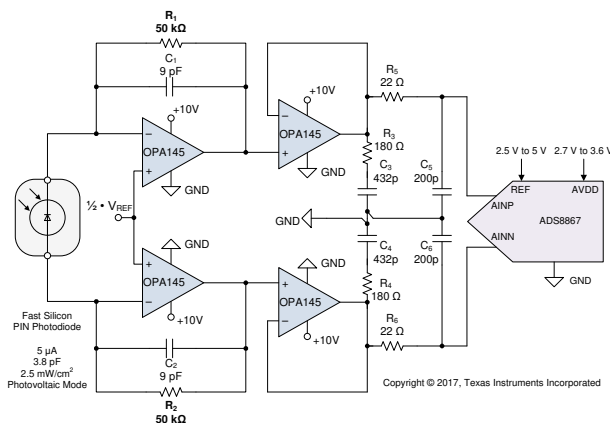 R1
50 kΩ
C1
9 pF
+10V
OPA145
GND
½ • VREF
+10V
OPA145
GND
R5
22 Ω
R3
180 Ω
C3
432p
C5
200p
GND
C4
432p
C6
200p
R4
180 Ω
R6
22 Ω
2.5 V to 5 V
2.7 V to 3.6 V
REF
AVDD
AINP
ADS8867
AINN
GND
GND
OPA145
+10V
GND
OPA145
+10V
C2
9 pF
R2
50 kΩ
Fast Silicon
PIN Photodiode
5 µA
3.8 pF
2.5 mW/cm²
Photovoltaic Mode
Copyright © 2017, Texas Instruments Incorporated